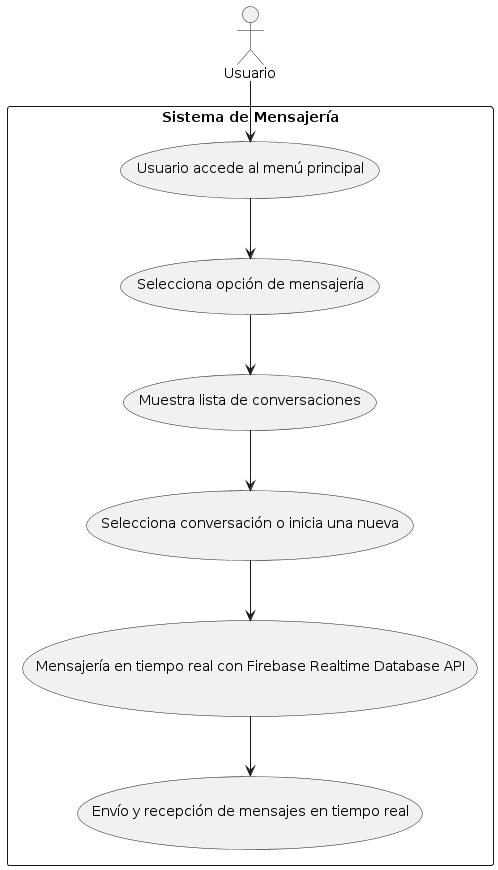 Usuario
Sistema de Mensajería
Usuario accede al menú principal
Selecciona opción de mensajería
Muestra lista de conversaciones
Selecciona conversación o inicia una nueva
Mensajería en tiempo real con Firebase Realtime Database API
Envío y recepción de mensajes en tiempo real